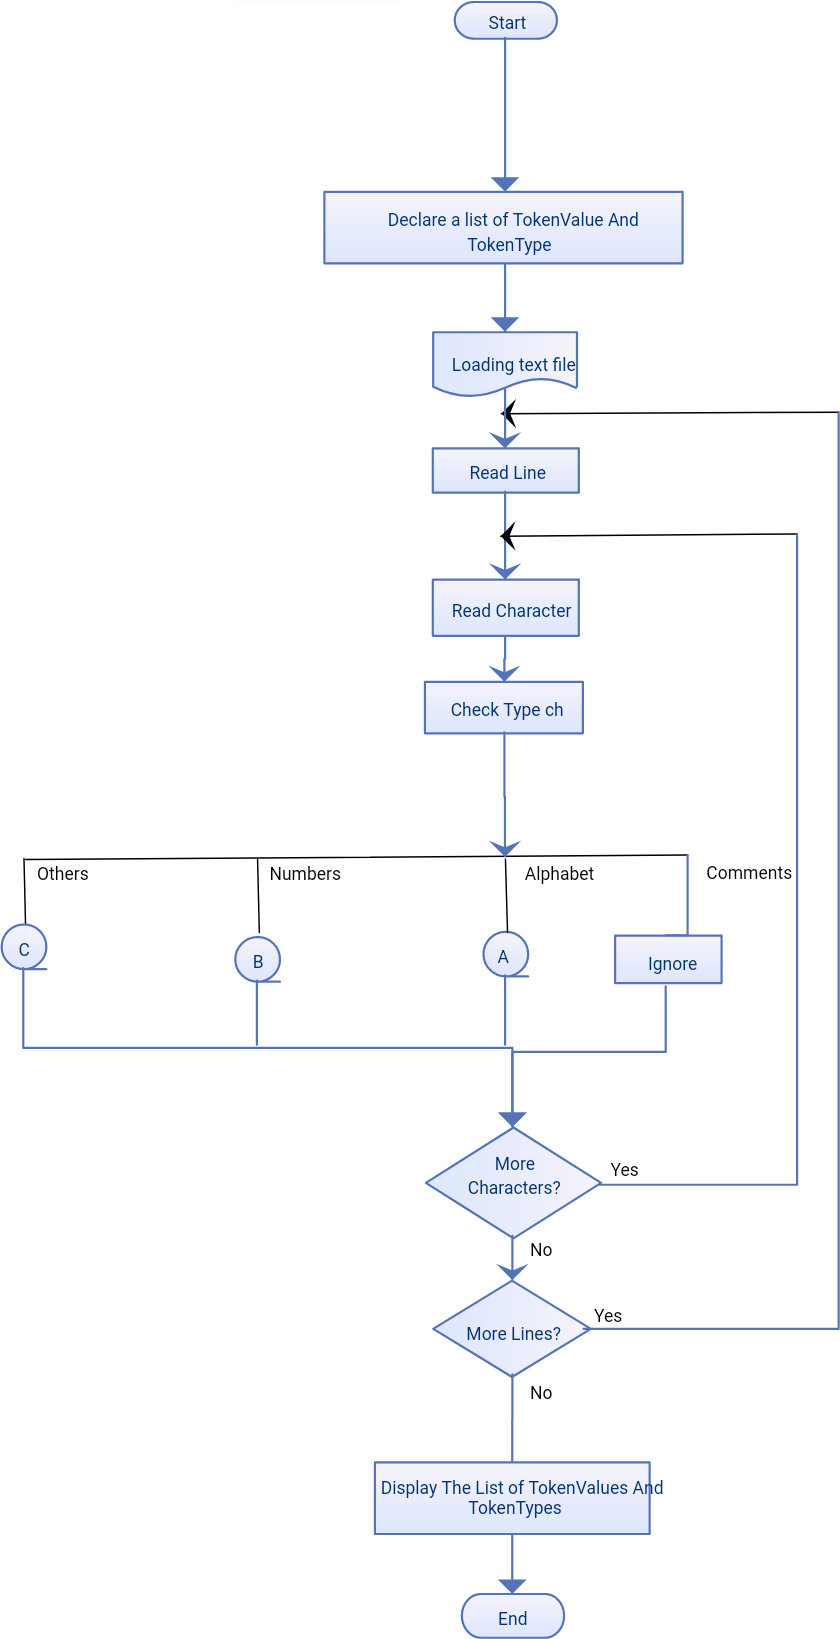 Start
Declare a list of TokenValue And
TokenType
Loading text file
Read Line
Read Character
Check Type ch
Others
Numbers
Alphabet
Comments
C
B
A
Ignore
More
Characters?
Yes
No
More Lines?
Yes
No
Display The List of TokenValues And
TokenTypes
End